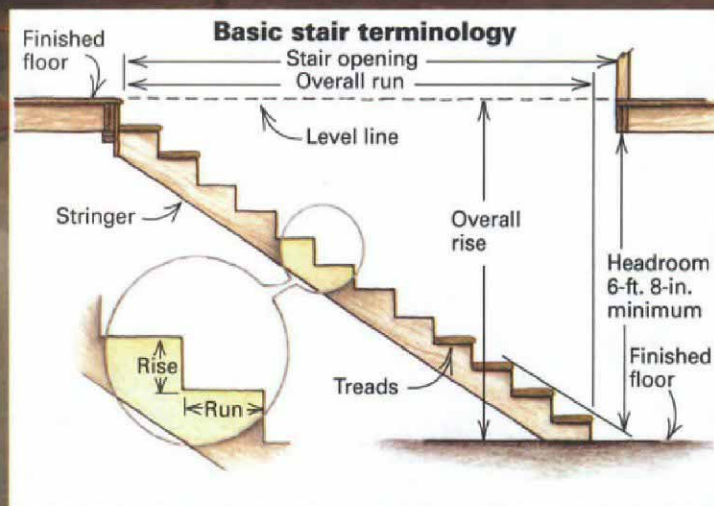 Basic stair terminology
Finished
floor
Stair opening
Overall run
Level line
Stringer
Overall
rise
Headroom
6-ft. 8-in.
minimum
Rise
Run
Treads
Finished
floor